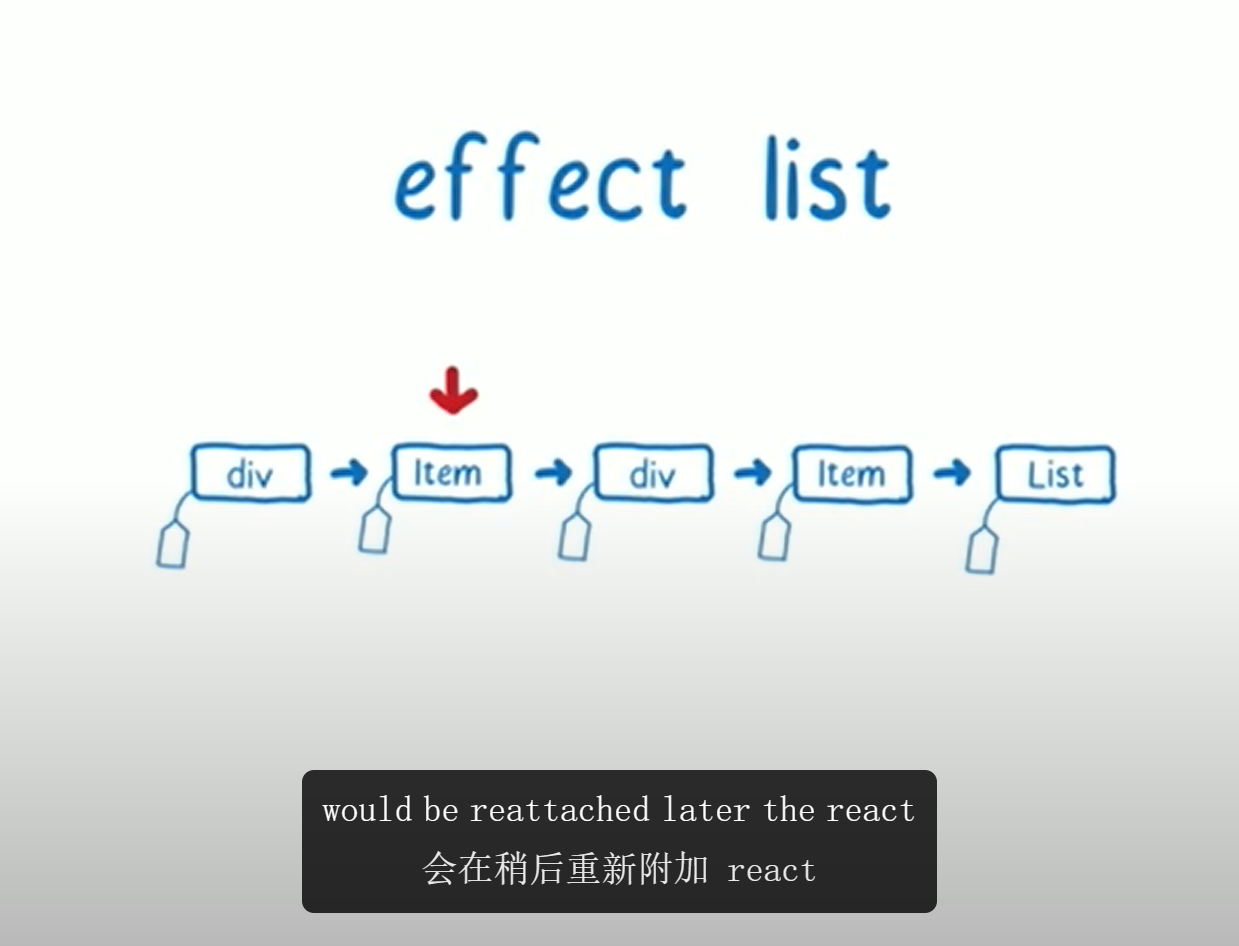 effect list
div → Item → div → Item → List
would be reattached later the react
会在稍后重新附加 react